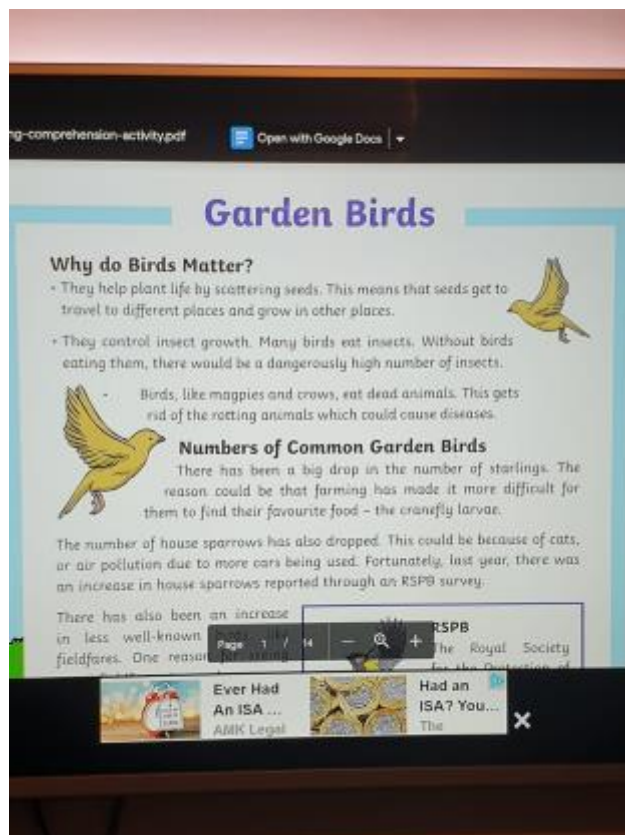 ng-comprehension-activity.pdf
Open with Google Docs
Garden Birds
Why do Birds Matter?
• They help plant life by scattering seeds. This means that seeds get to
travel to different places and grow in other places.
• They control insect growth. Many birds eat insects. Without birds
eating them, there would be a dangerously high number of insects.
- Birds, like magpies and crows, eat dead animals. This gets
rid of the rotting animals which could cause diseases.
Numbers of Common Garden Birds
There has been a big drop in the number of starlings. The
reason could be that farming has made it more difficult for
them to find their favourite food – the cranefly larvae.
The number of house sparrows has also dropped. This could be because of cats,
or air pollution due to more cars being used. Fortunately, last year, there was
an increase in house sparrows reported through an RSPB survey.
There has also been an increase
in less well-known
fieldfares. One reason
RSPB
The Royal Society
for the Protection of
Page 1 / 14
Ever Had
An ISA ...
AMK Legal
Had an
ISA? You...
The